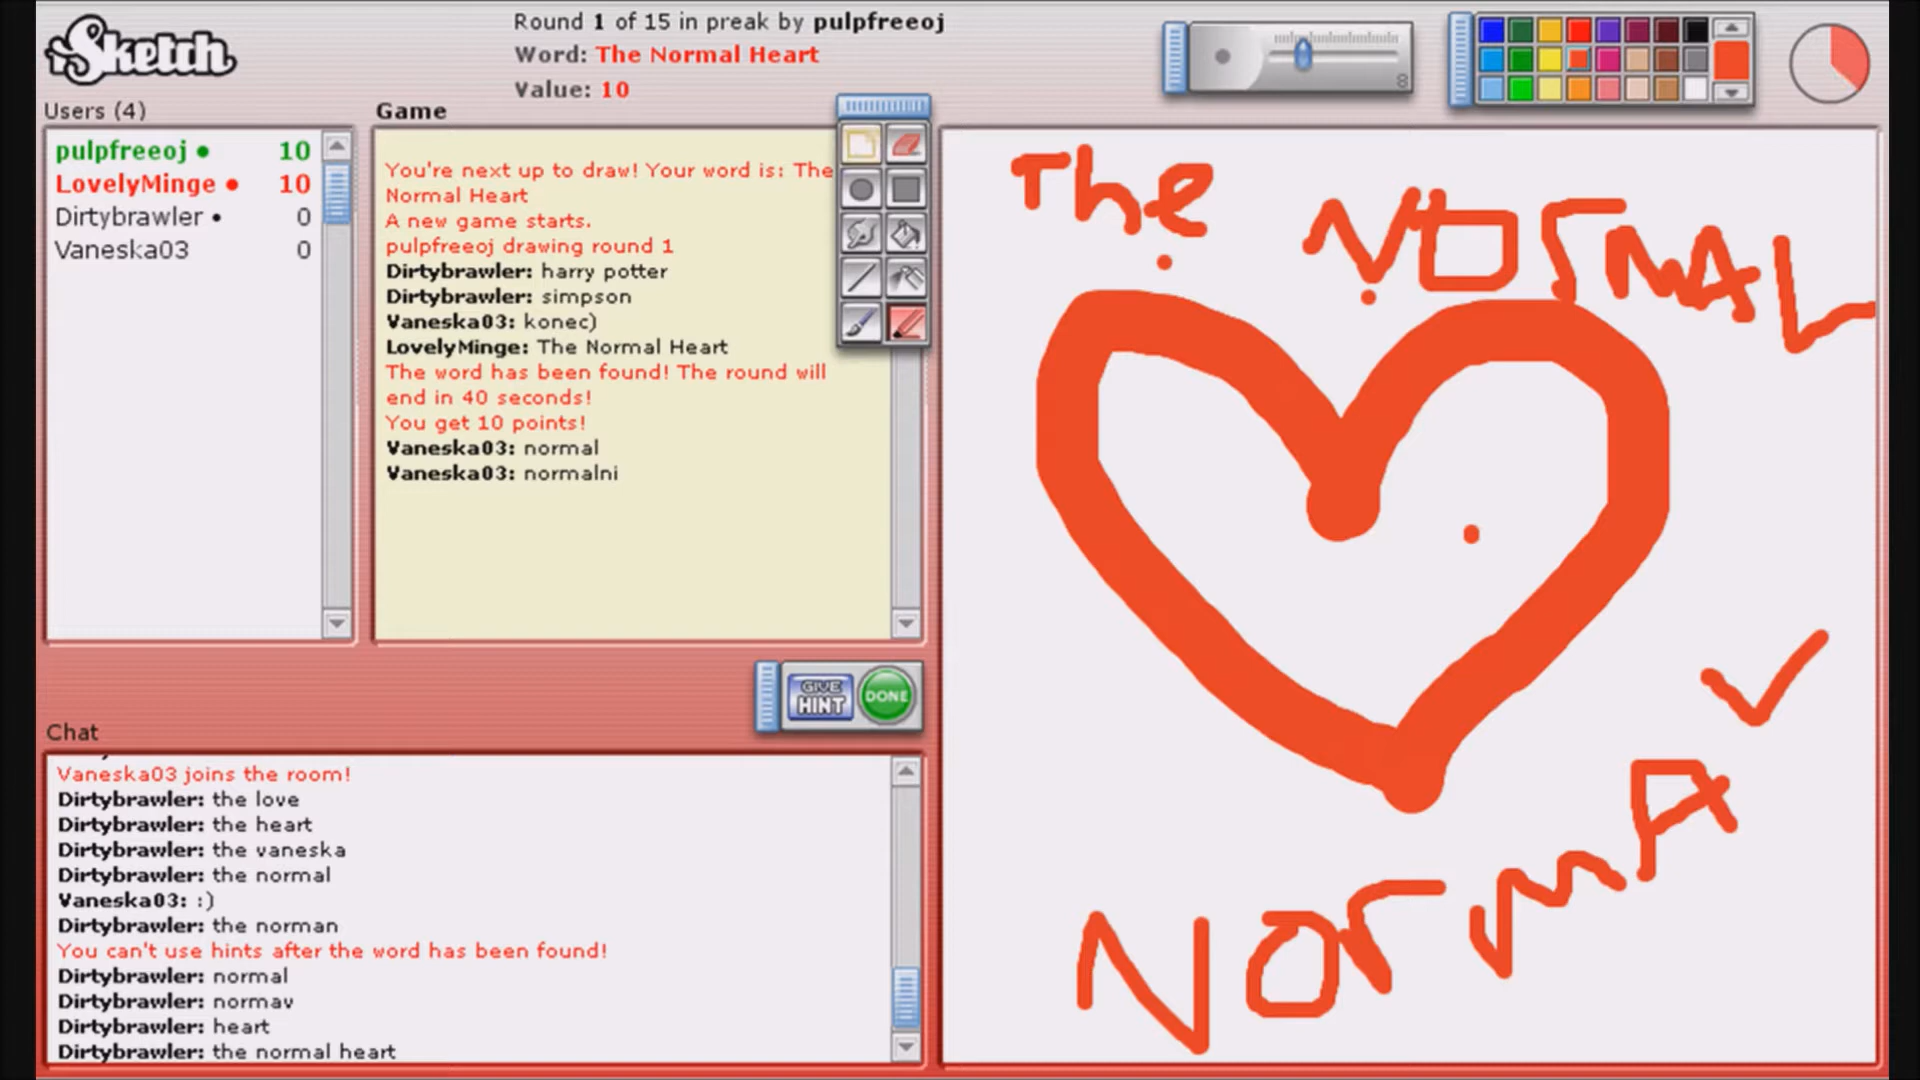 iSketch
Round 1 of 15 in preak by pulpfreeoj
Word: The Normal Heart
Value: 10
8
Users (4)
pulpfreeoj • 10
LovelyMinge • 10
Dirtybrawler • 0
Vaneska03 0
Game
You're next up to draw! Your word is: The
Normal Heart
A new game starts.
pulpfreeoj drawing round 1
Dirtybrawler: harry potter
Dirtybrawler: simpson
Vaneska03: konec)
LovelyMinge: The Normal Heart
The word has been found! The round will
end in 40 seconds!
You get 10 points!
Vaneska03: normal
Vaneska03: normalni
GIVE
HINT
DONE
Chat
Vaneska03 joins the room!
Dirtybrawler: the love
Dirtybrawler: the heart
Dirtybrawler: the vaneska
Dirtybrawler: the normal
Vaneska03: :)
Dirtybrawler: the norman
You can't use hints after the word has been found!
Dirtybrawler: normal
Dirtybrawler: normav
Dirtybrawler: heart
Dirtybrawler: the normal heart
The NOrMAL
NOrMA